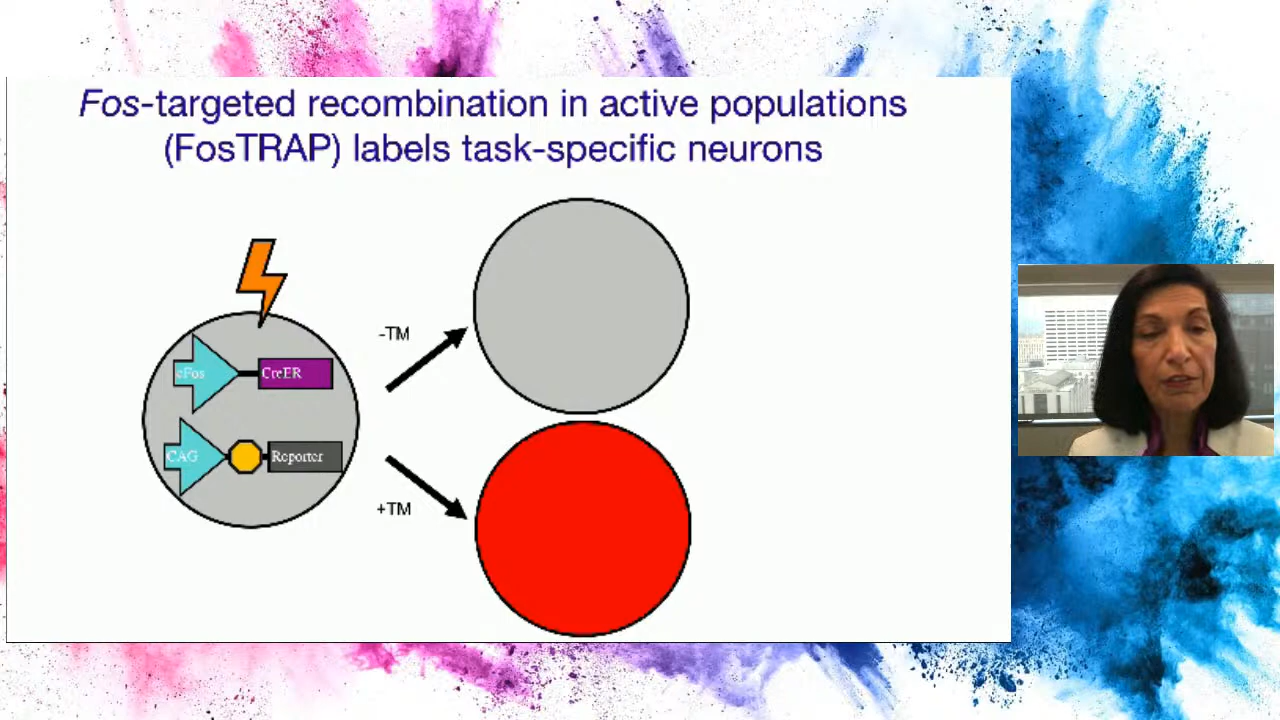 Fos-targeted recombination in active populations
(FosTRAP) labels task-specific neurons
-TM
cFos
CreER
CAG
Reporter
+TM